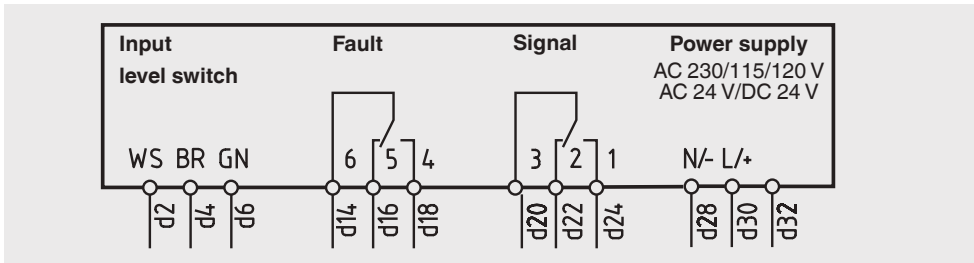 Input
level switch
Fault
Signal
Power supply
AC 230/115/120 V
AC 24 V/DC 24 V
WS BR GN
6 5 4
3 2 1
N/- L/+
d2 d4 d6
d14 d16 d18
d20 d22 d24
d28 d30 d32